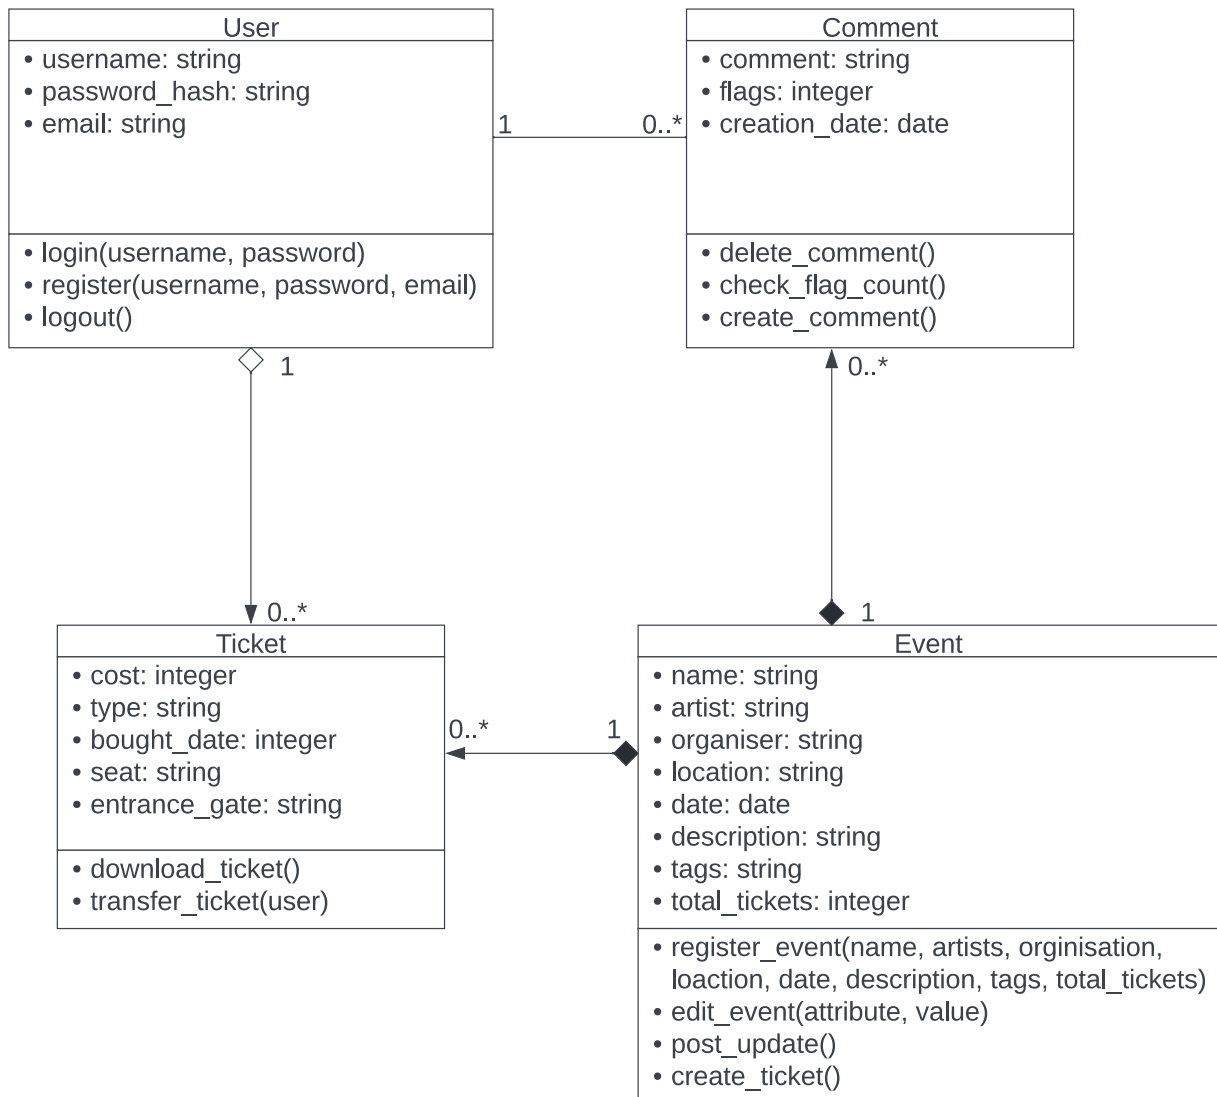 User
• username: string
• password_hash: string
• email: string
• login(username, password)
• register(username, password, email)
• logout()
Comment
• comment: string
• flags: integer
• creation_date: date
• delete_comment()
• check_flag_count()
• create_comment()
1
0..*
1
0..*
0..*
1
Ticket
• cost: integer
• type: string
• bought_date: integer
• seat: string
• entrance_gate: string
• download_ticket()
• transfer_ticket(user)
0..*
1
Event
• name: string
• artist: string
• organiser: string
• location: string
• date: date
• description: string
• tags: string
• total_tickets: integer
• register_event(name, artists, orginisation,
loaction, date, description, tags, total_tickets)
• edit_event(attribute, value)
• post_update()
• create_ticket()